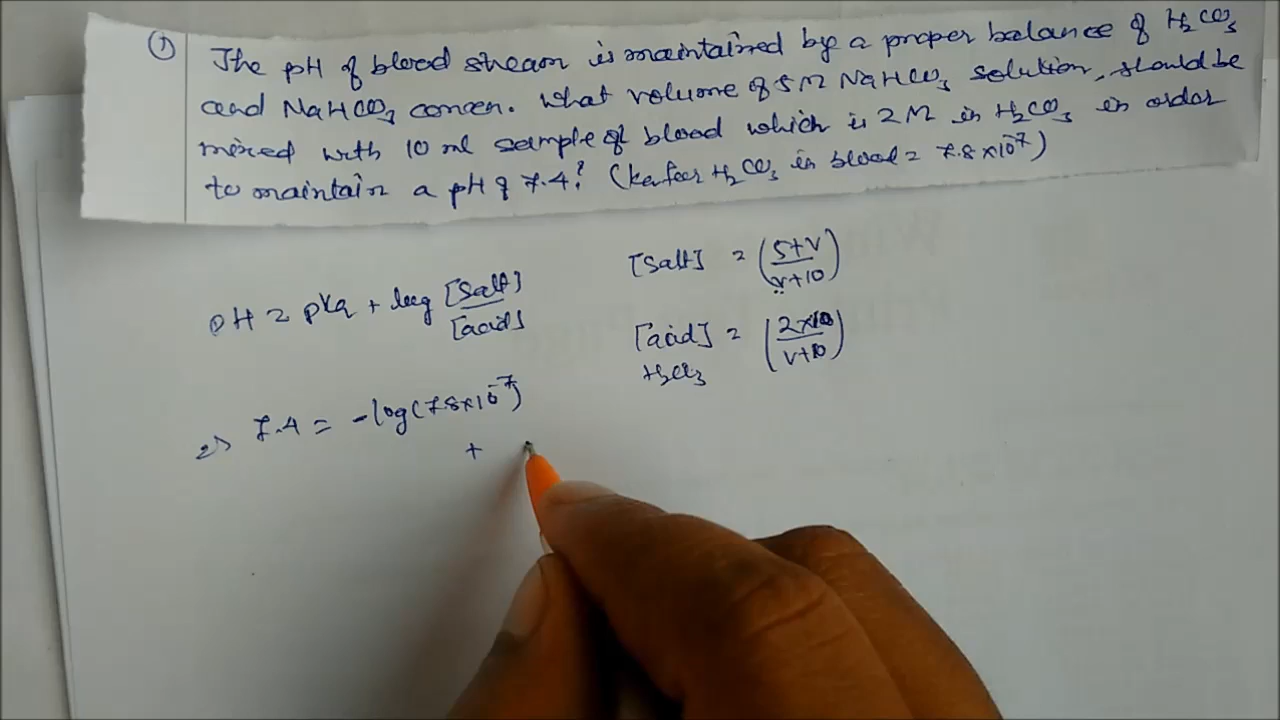 ① The pH of blood stream is maintained by a proper balance of H₂CO₃
and NaHCO₃ concen. What volume of 5M NaHCO₃ solution, should be
mixed with 10 ml sample of blood which is 2M in H₂CO₃ in order
to maintain a pH of 7.4? (ka for H₂CO₃ in blood = 7.8×10⁻⁷)
pH = pKa + log [Salt]/[acid]
[Salt] = (5+V/V+10)
[acid] = (2×10/V+10)
H₂CO₃
=> 7.4 = -log(7.8×10⁻⁷)
+